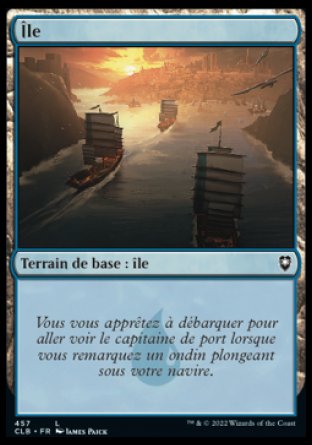 Île
Terrain de base : île
Vous vous apprêtez à débarquer pour
aller voir le capitaine de port lorsque
vous remarquez un ondin plongeant
sous votre navire.
457 L
CLB • FR James Paick
™ & © 2022 Wizards of the Coast